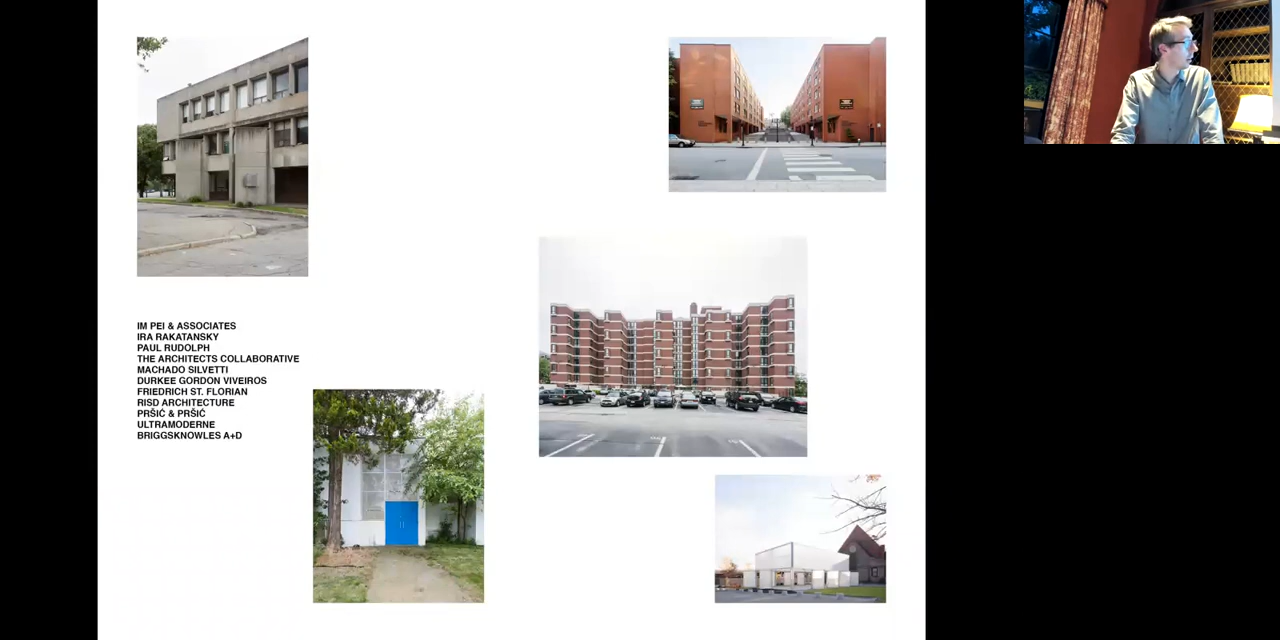 IM PEI & ASSOCIATES
IRA RAKATANSKY
PAUL RUDOLPH
THE ARCHITECTS COLLABORATIVE
MACHADO SILVETTI
DURKEE GORDON VIVEIROS
FRIEDRICH ST. FLORIAN
RISD ARCHITECTURE
PRŠIĆ & PRŠIĆ
ULTRAMODERNE
BRIGGSKNOWLES A+D